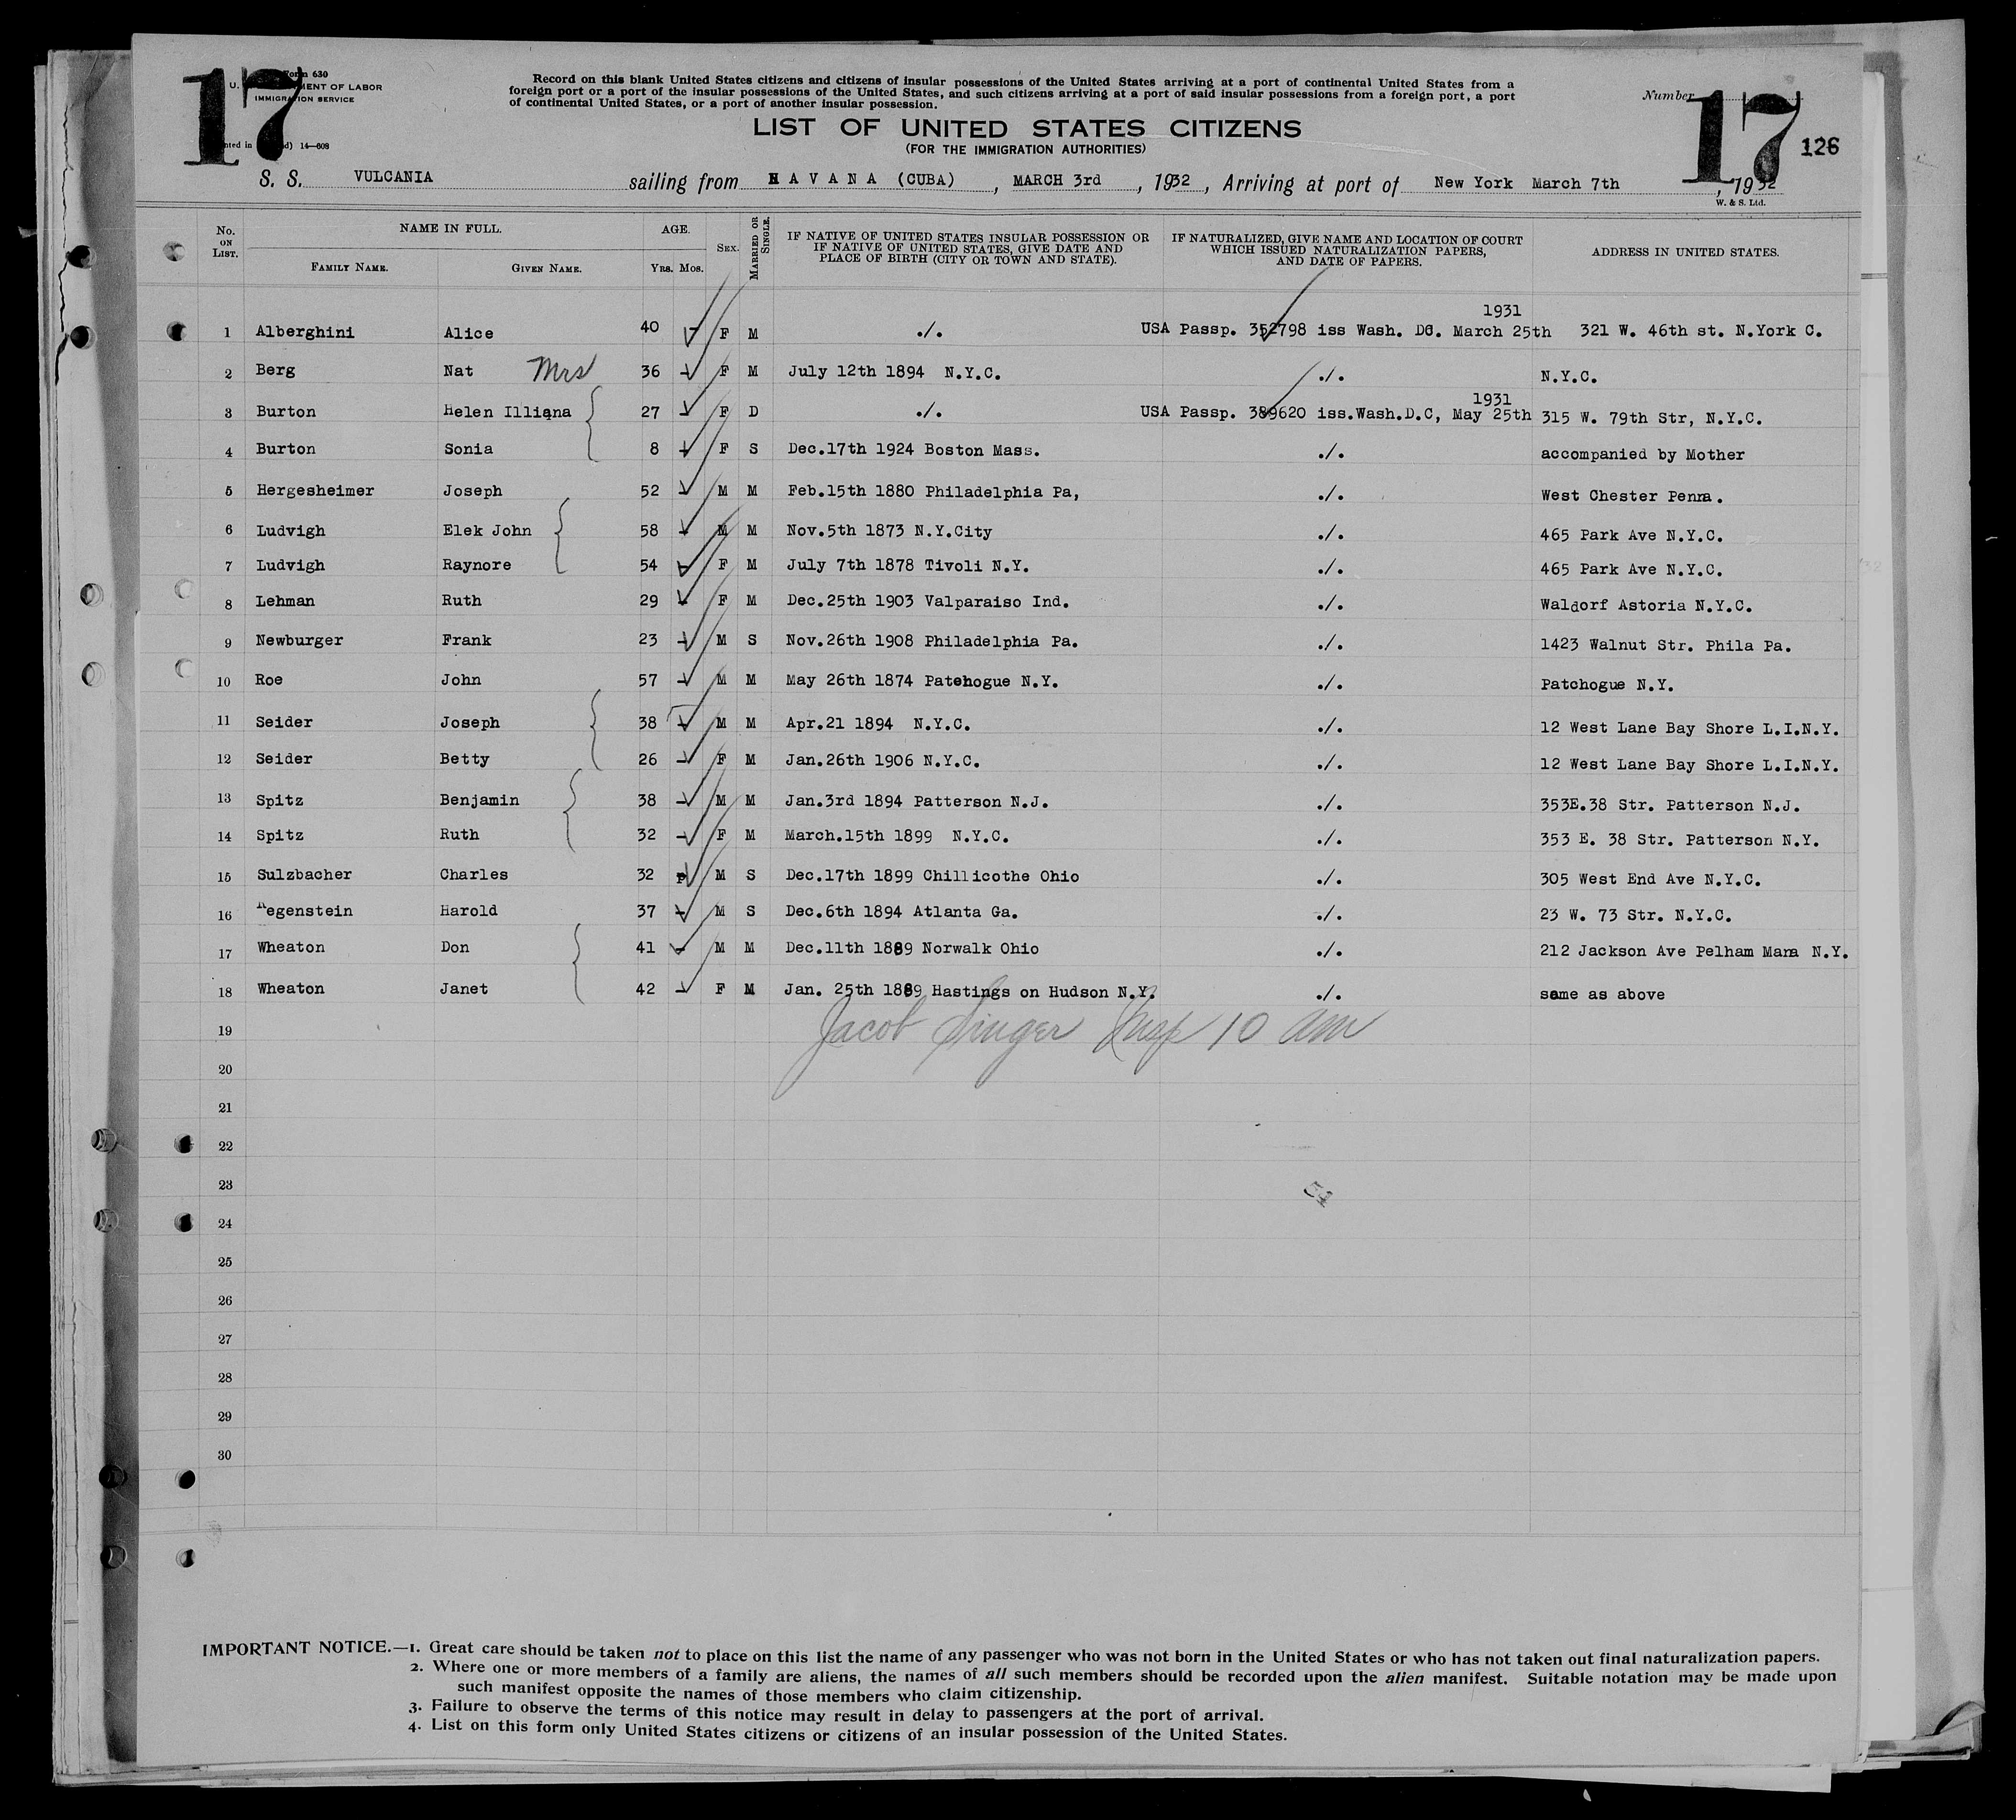 17
Form 630
U. MENT OF LABOR
IMMIGRATION SERVICE
14—608
Record on this blank United States citizens and citizens of insular possessions of the United States arriving at a port of continental United States from a
foreign port or a port of the insular possessions of the United States, and such citizens arriving at a port of said insular possessions from a foreign port, a port
of continental United States, or a port of another insular possession.
Number
17
126
LIST OF UNITED STATES CITIZENS
(FOR THE IMMIGRATION AUTHORITIES)
S. S. VULCANIA sailing from HAVANA (CUBA), MARCH 3rd, 1932, Arriving at port of New York March 7th, 1932
W. & S. Ltd.
No. ON LIST. NAME IN FULL. AGE. SEX. MARRIED OR SINGLE. IF NATIVE OF UNITED STATES INSULAR POSSESSION OR IF NATIVE OF UNITED STATES, GIVE DATE AND PLACE OF BIRTH (CITY OR TOWN AND STATE). IF NATURALIZED, GIVE NAME AND LOCATION OF COURT WHICH ISSUED NATURALIZATION PAPERS, AND DATE OF PAPERS. ADDRESS IN UNITED STATES.
FAMILY NAME. GIVEN NAME. YRS. MOS.
1931
1 Alberghini Alice 40 F M ./. USA Passp. 352798 iss Wash. DC. March 25th 321 W. 46th st. N.York C.
2 Berg Nat Mrs 36 F M July 12th 1894 N.Y.C. ./. N.Y.C.
1931
3 Burton Helen Illiana 27 F D ./. USA Passp. 389620 iss.Wash.D.C, May 25th 315 W. 79th Str, N.Y.C.
4 Burton Sonia 8 F S Dec.17th 1924 Boston Mass. ./. accompanied by Mother
5 Hergesheimer Joseph 52 M M Feb.15th 1880 Philadelphia Pa, ./. West Chester Penna.
6 Ludvigh Elek John 58 M M Nov.5th 1873 N.Y.City ./. 465 Park Ave N.Y.C.
7 Ludvigh Raynore 54 F M July 7th 1878 Tivoli N.Y. ./. 465 Park Ave N.Y.C.
8 Lehman Ruth 29 F M Dec.25th 1903 Valparaiso Ind. ./. Waldorf Astoria N.Y.C.
9 Newburger Frank 23 M S Nov.26th 1908 Philadelphia Pa. ./. 1423 Walnut Str. Phila Pa.
10 Roe John 57 M M May 26th 1874 Patchogue N.Y. ./. Patchogue N.Y.
11 Seider Joseph 38 M M Apr.21 1894 N.Y.C. ./. 12 West Lane Bay Shore L.I.N.Y.
12 Seider Betty 26 F M Jan.26th 1906 N.Y.C. ./. 12 West Lane Bay Shore L.I.N.Y.
13 Spitz Benjamin 38 M M Jan.3rd 1894 Patterson N.J. ./. 353E.38 Str. Patterson N.J.
14 Spitz Ruth 32 F M March.15th 1899 N.Y.C. ./. 353 E. 38 Str. Patterson N.Y.
15 Sulzbacher Charles 32 M S Dec.17th 1899 Chillicothe Ohio ./. 305 West End Ave N.Y.C.
16 Regenstein Harold 37 M S Dec.6th 1894 Atlanta Ga. ./. 23 W. 73 Str. N.Y.C.
17 Wheaton Don 41 M M Dec.11th 1889 Norwalk Ohio ./. 212 Jackson Ave Pelham Mana N.Y.
18 Wheaton Janet 42 F M Jan. 25th 1889 Hastings on Hudson N.Y. ./. same as above
19 Jacob Singer Insp 10 am
20
21
22
23
24
25
26
27
28
29
30
IMPORTANT NOTICE.—1. Great care should be taken not to place on this list the name of any passenger who was not born in the United States or who has not taken out final naturalization papers.
2. Where one or more members of a family are aliens, the names of all such members should be recorded upon the alien manifest. Suitable notation may be made upon
such manifest opposite the names of those members who claim citizenship.
3. Failure to observe the terms of this notice may result in delay to passengers at the port of arrival.
4. List on this form only United States citizens or citizens of an insular possession of the United States.